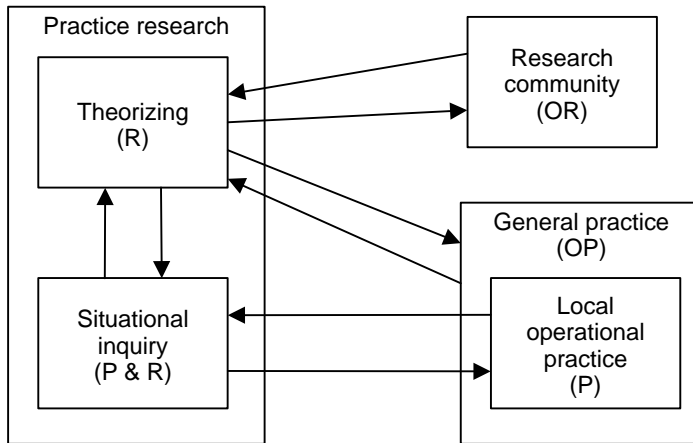 Practice research
Theorizing
(R)
Research
community
(OR)
General practice
(OP)
Situational
inquiry
(P & R)
Local
operational
practice
(P)